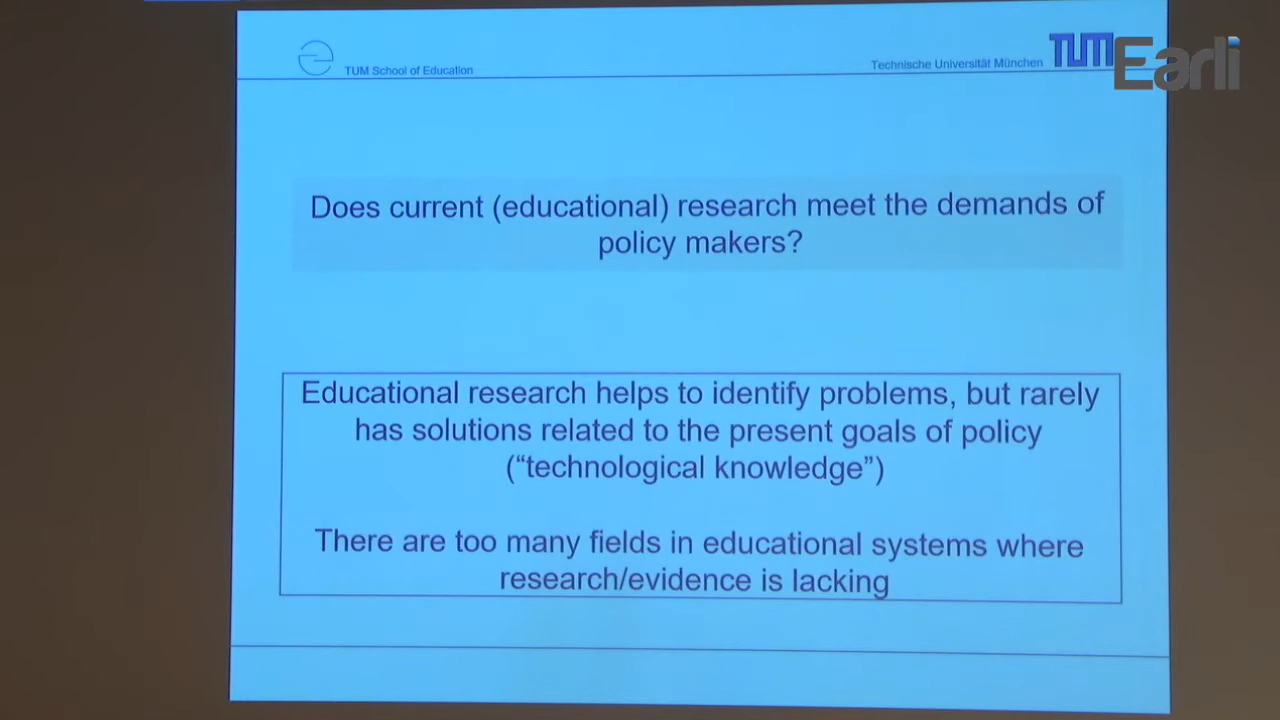 TUM School of Education
Technische Universität München
TUM
Earli
Does current (educational) research meet the demands of
policy makers?
Educational research helps to identify problems, but rarely
has solutions related to the present goals of policy
(“technological knowledge”)
There are too many fields in educational systems where
research/evidence is lacking